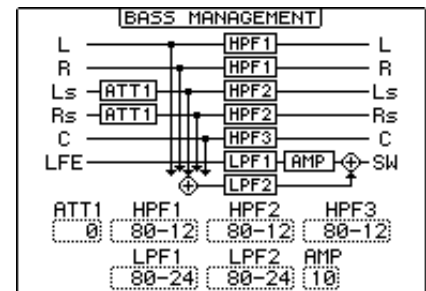 BASS MANAGEMENT
L HPF1 L
R HPF1 R
Ls ATT1 HPF2 Ls
Rs ATT1 HPF2 Rs
C HPF3 C
LFE LPF1 AMP SW
LPF2
ATT1 HPF1 HPF2 HPF3
0 80-12 80-12 80-12
LPF1 LPF2 AMP
80-24 80-24 10